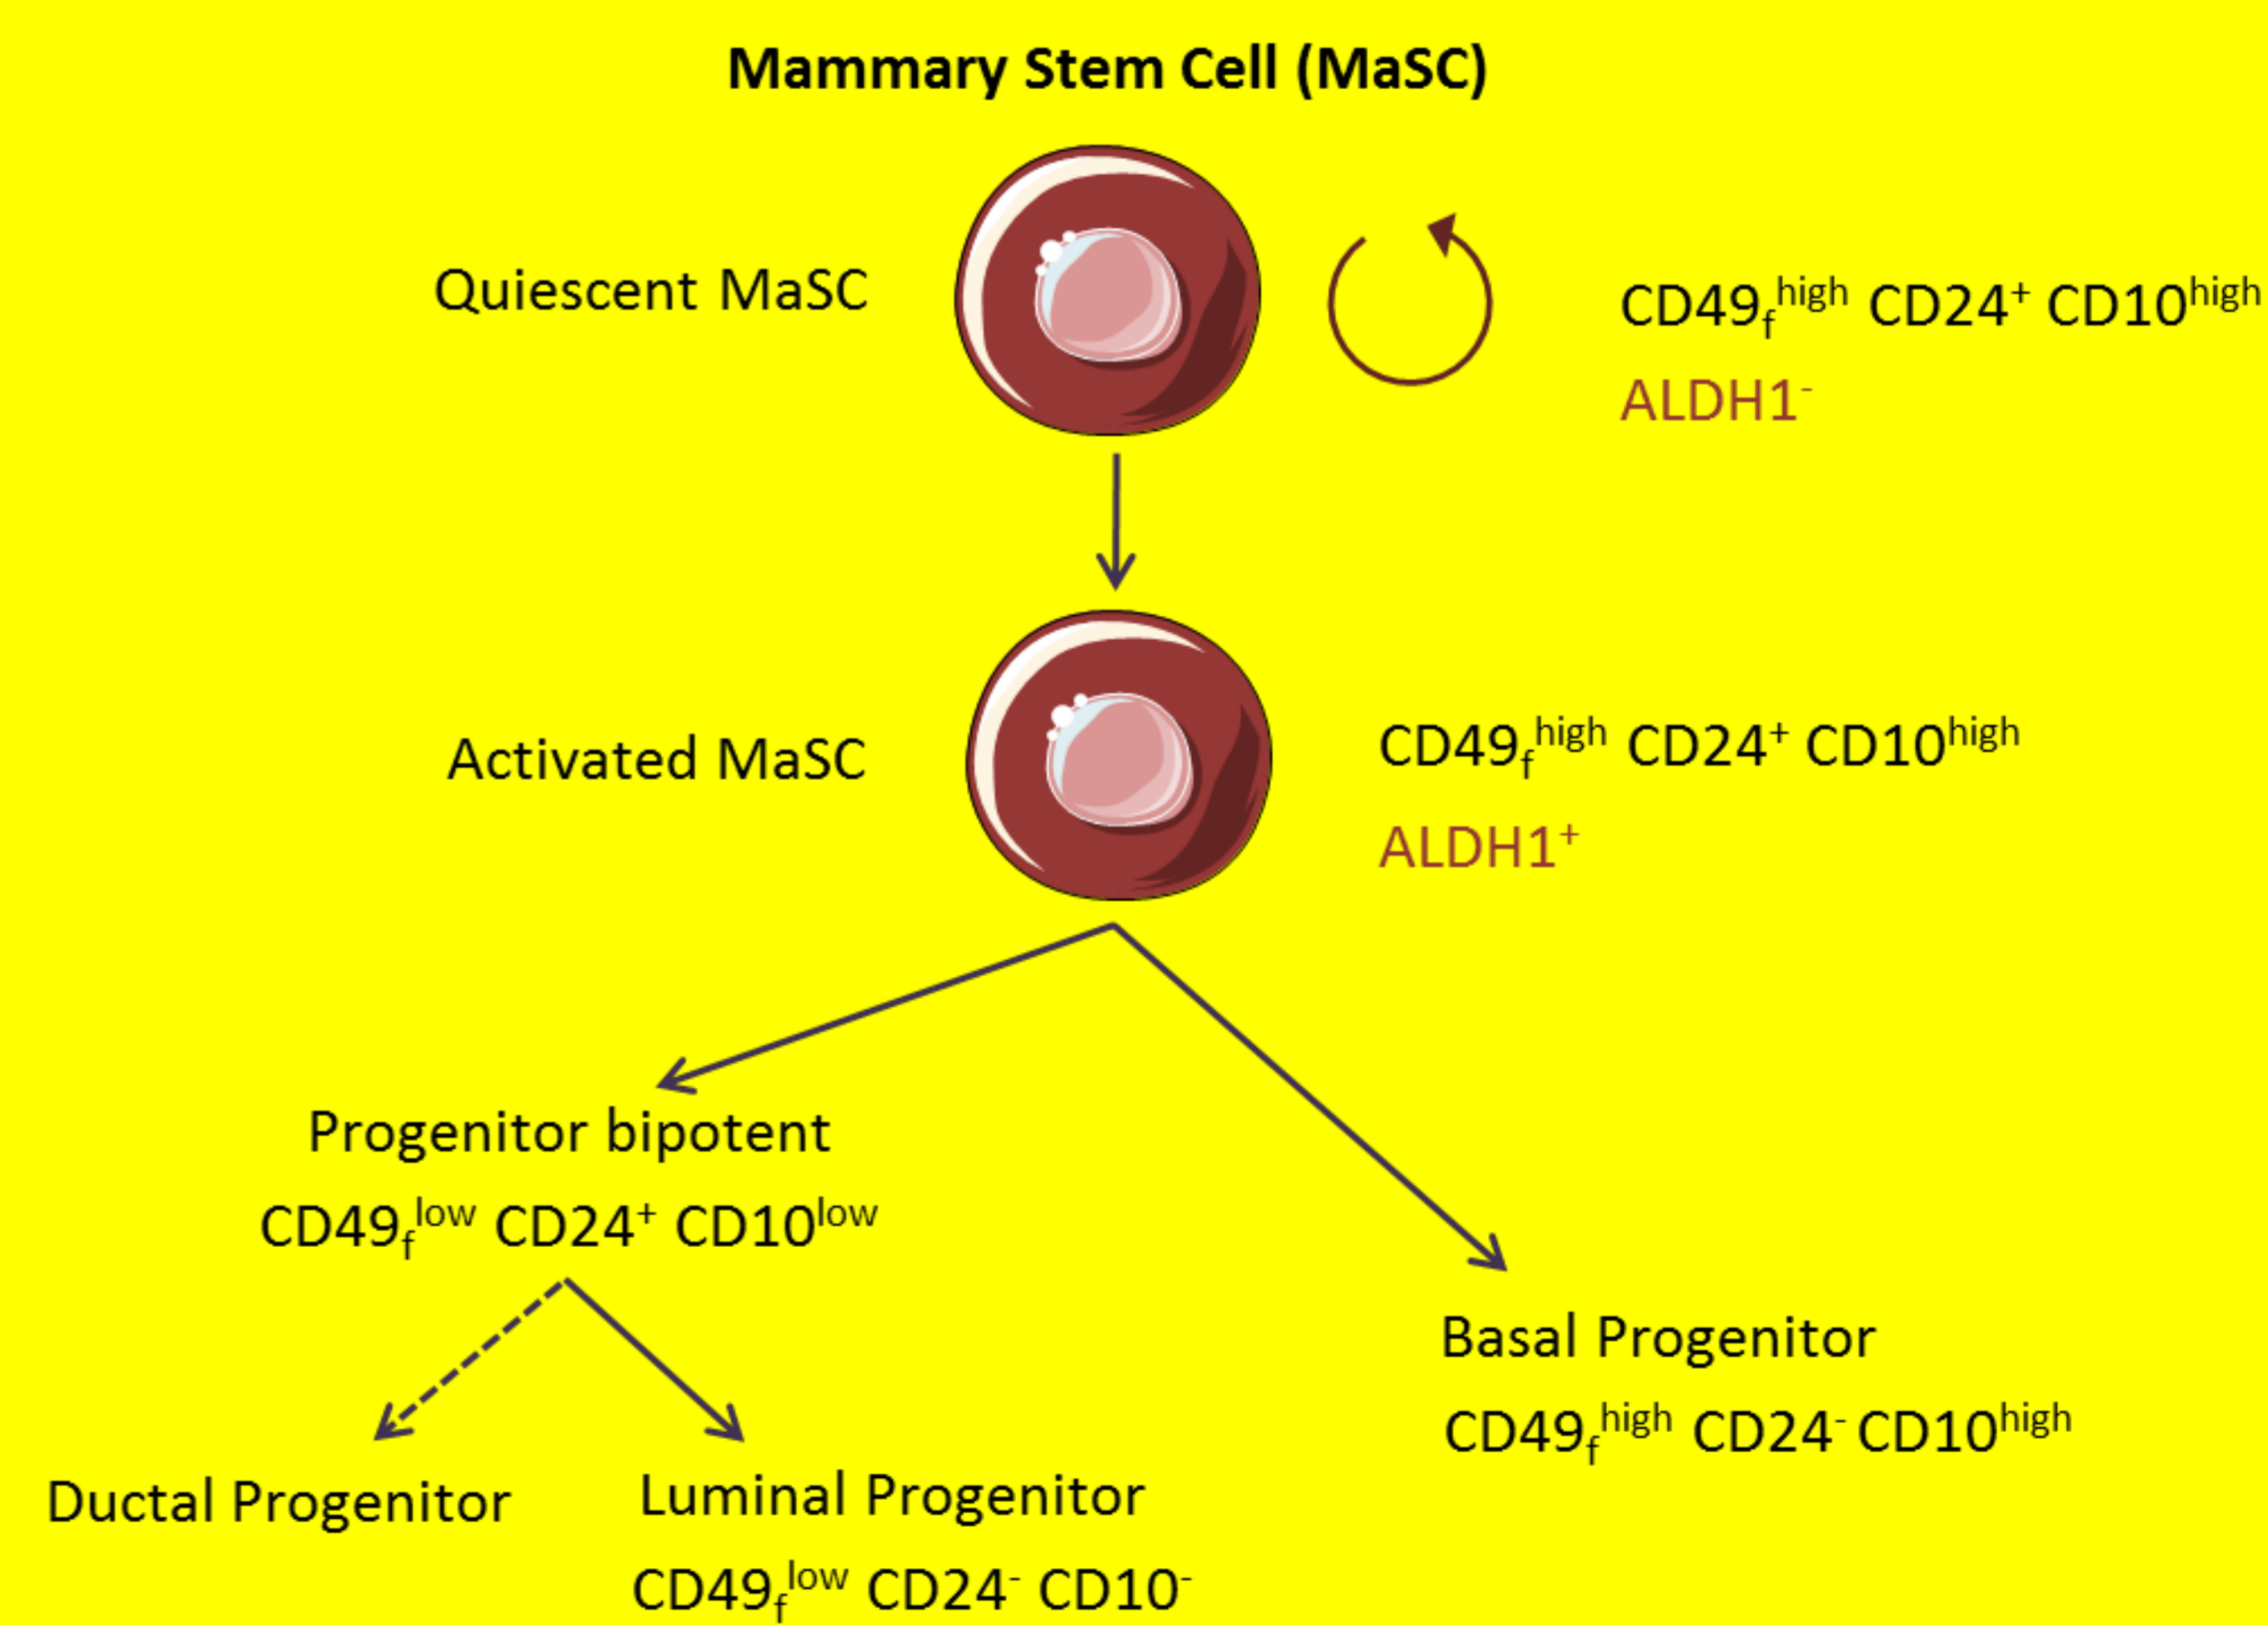 Mammary Stem Cell (MaSC)
Quiescent MaSC
CD49fhigh CD24+ CD10high
ALDH1-
Activated MaSC
CD49fhigh CD24+ CD10high
ALDH1+
Progenitor bipotent
CD49flow CD24+ CD10low
Basal Progenitor
CD49fhigh CD24- CD10high
Ductal Progenitor
Luminal Progenitor
CD49flow CD24- CD10-